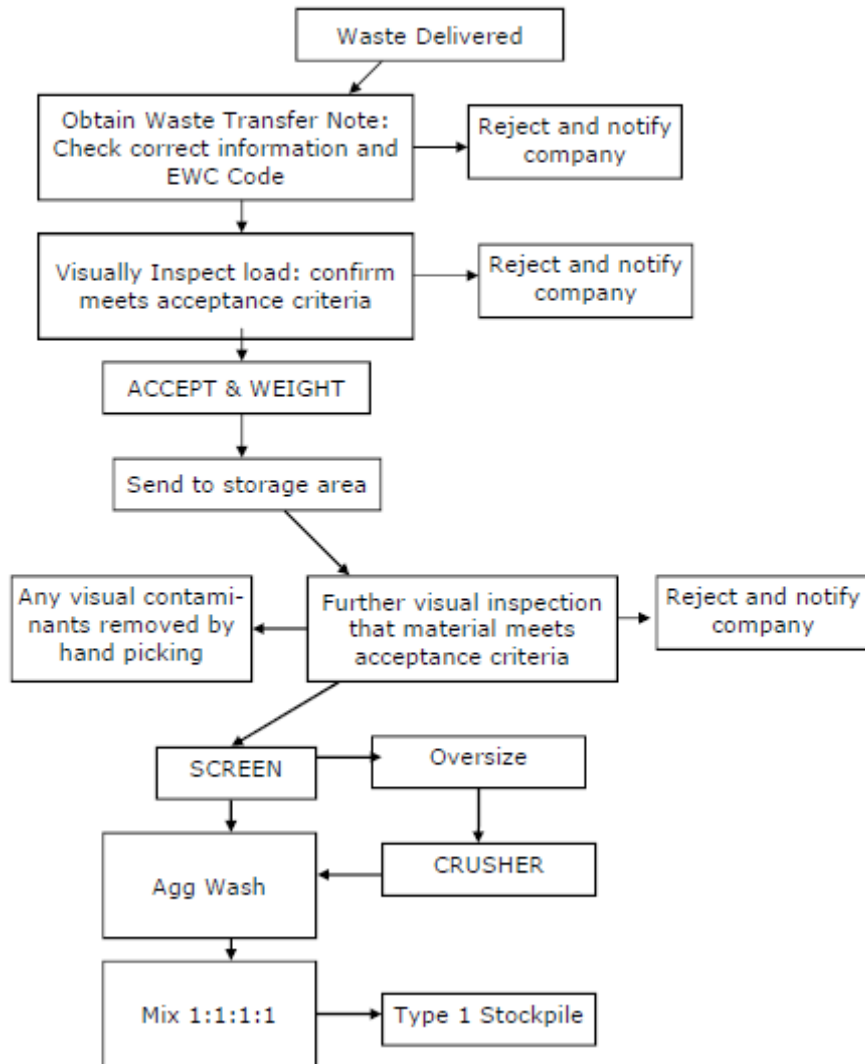 Waste Delivered
Obtain Waste Transfer Note:
Check correct information and
EWC Code
Reject and notify
company
Visually Inspect load: confirm
meets acceptance criteria
Reject and notify
company
ACCEPT & WEIGHT
Send to storage area
Any visual contami-
nants removed by
hand picking
Further visual inspection
that material meets
acceptance criteria
Reject and notify
company
SCREEN
Oversize
CRUSHER
Agg Wash
Mix 1:1:1:1
Type 1 Stockpile